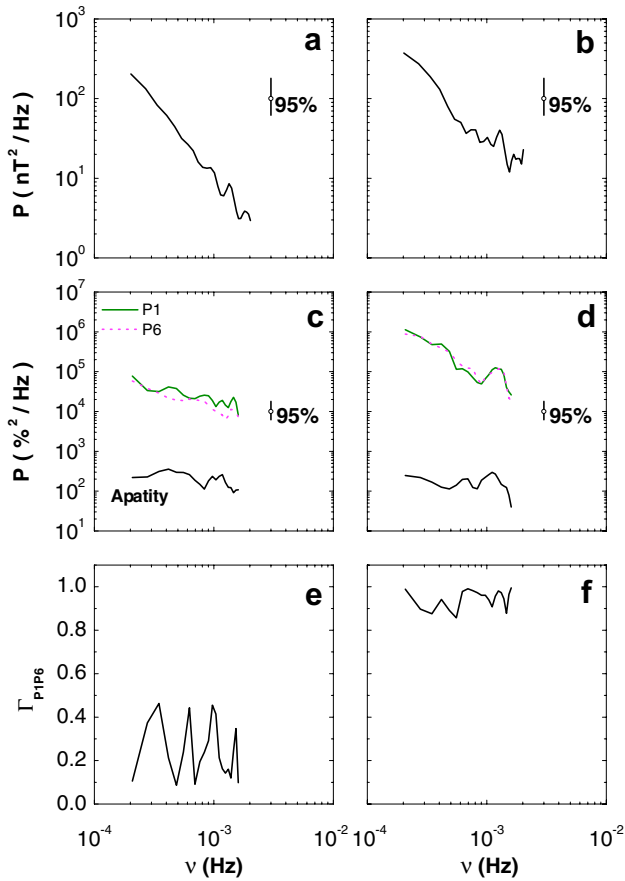 a
b
10³
10²
10¹
10⁰
P ( nT² / Hz )
95%
95%
c
d
P1
P6
10⁷
10⁶
10⁵
10⁴
10³
10²
10¹
P ( %² / Hz )
95%
95%
Apatity
e
f
1.0
0.8
0.6
0.4
0.2
0.0
Γ P1P6
10⁻⁴
10⁻³
10⁻²
10⁻⁴
10⁻³
10⁻²
ν (Hz)
ν (Hz)